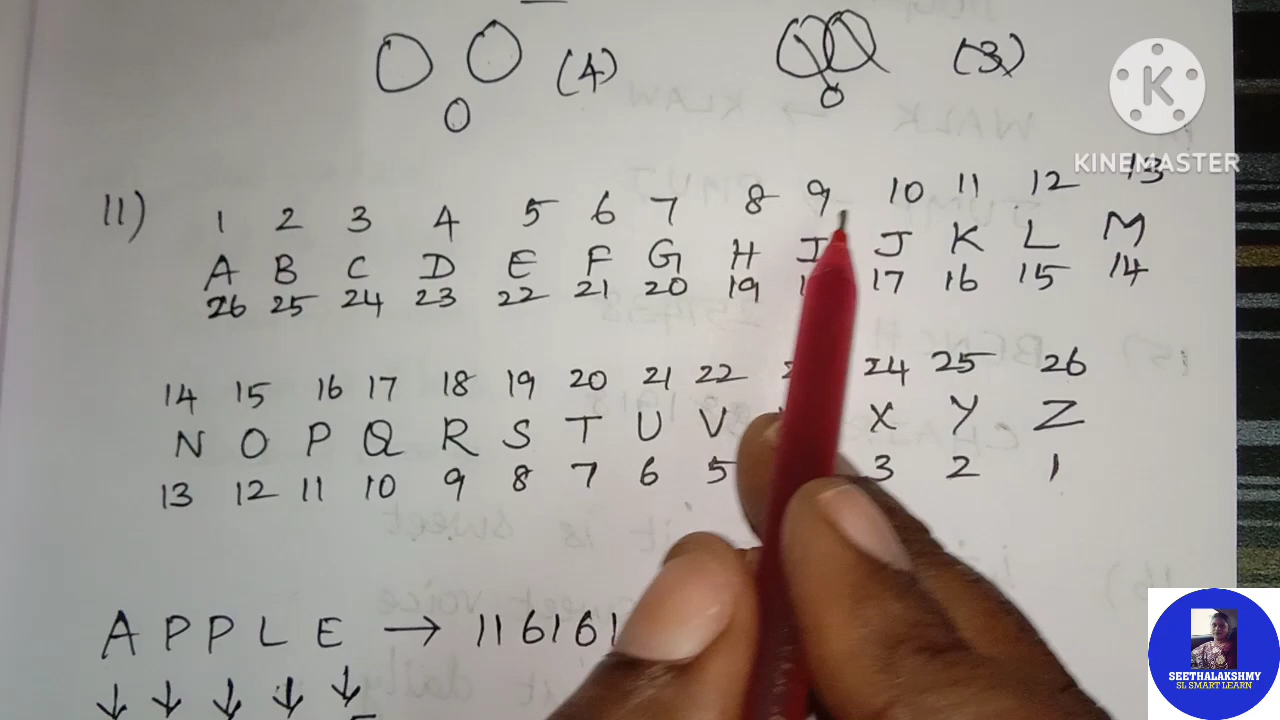 (4) (3)
KINEMASTER
11) 1 2 3 4 5 6 7 8 9 10 11 12 13
A B C D E F G H I J K L M
26 25 24 23 22 21 20 19 17 16 15 14
14 15 16 17 18 19 20 21 22 24 25 26
N O P Q R S T U V X Y Z
13 12 11 10 9 8 7 6 5 3 2 1
A P P L E → 116161
SEETHALAKSHMY
SL SMART LEARN